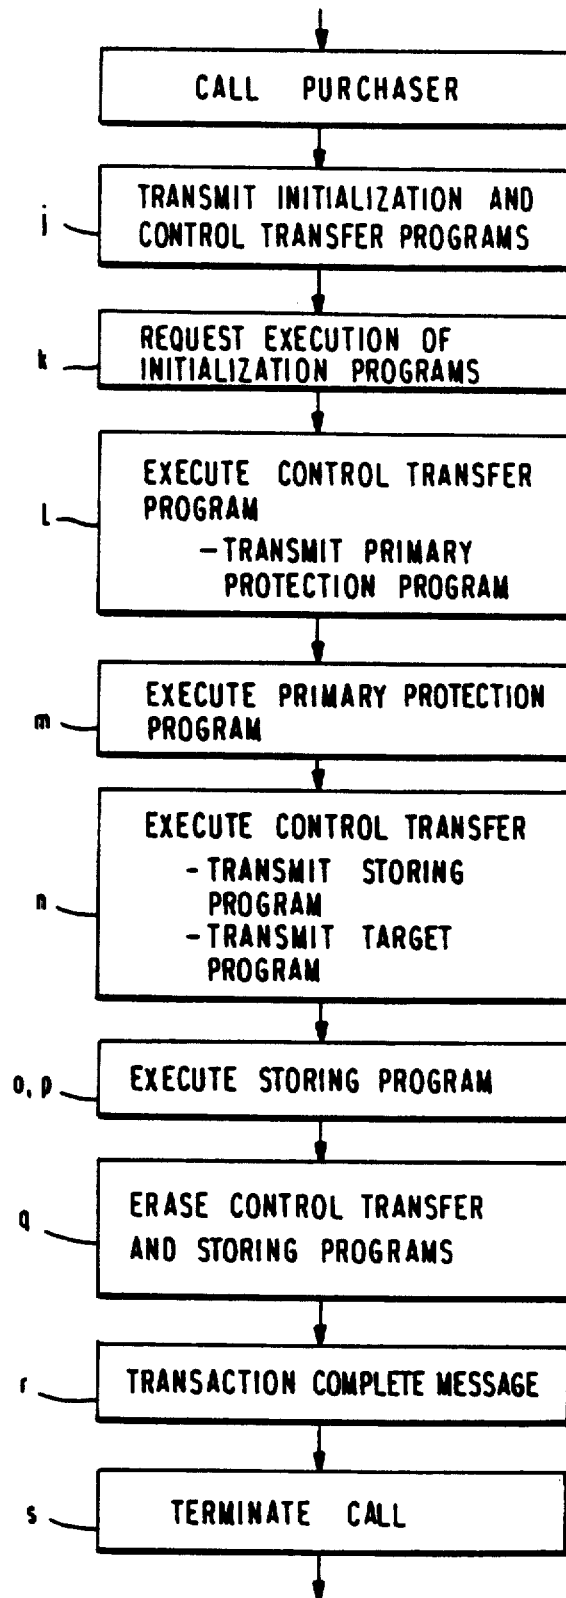 CALL PURCHASER
j
TRANSMIT INITIALIZATION AND
CONTROL TRANSFER PROGRAMS
k
REQUEST EXECUTION OF
INITIALIZATION PROGRAMS
L
EXECUTE CONTROL TRANSFER
PROGRAM
-TRANSMIT PRIMARY
PROTECTION PROGRAM
m
EXECUTE PRIMARY PROTECTION
PROGRAM
n
EXECUTE CONTROL TRANSFER
-TRANSMIT STORING
PROGRAM
-TRANSMIT TARGET
PROGRAM
o, p
EXECUTE STORING PROGRAM
q
ERASE CONTROL TRANSFER
AND STORING PROGRAMS
r
TRANSACTION COMPLETE MESSAGE
s
TERMINATE CALL